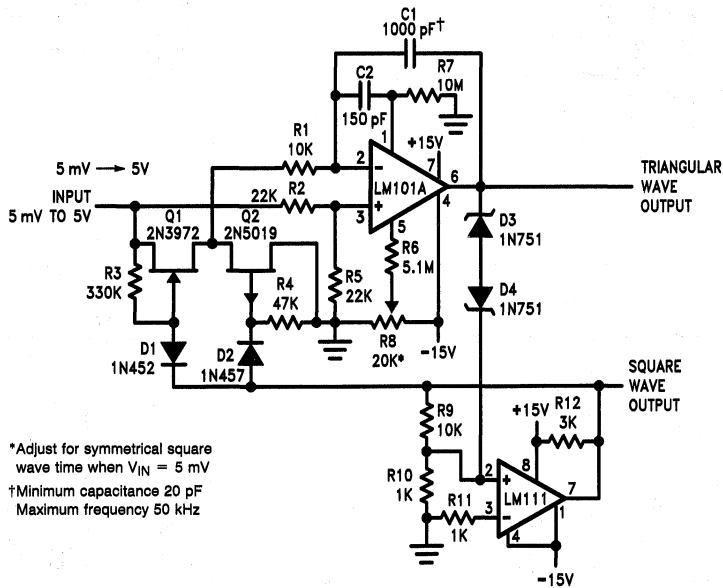 C1
1000 pF†
C2
150 pF
R7
10M
R1
10K
1
+15V
7
5 mV → 5V
2
−
LM101A
6
TRIANGULAR
WAVE
OUTPUT
INPUT
5 mV TO 5V
22K
R2
3
+
4
5
Q1
2N3972
Q2
2N5019
D3
1N751
R6
5.1M
R3
330K
R4
47K
R5
22K
D4
1N751
R8
20K*
−15V
D1
1N452
D2
1N457
SQUARE
WAVE
OUTPUT
R9
10K
+15V
R12
3K
*Adjust for symmetrical square
wave time when VIN = 5 mV
†Minimum capacitance 20 pF
Maximum frequency 50 kHz
R10
1K
R11
1K
2
+
8
LM111
7
3
−
1
4
−15V